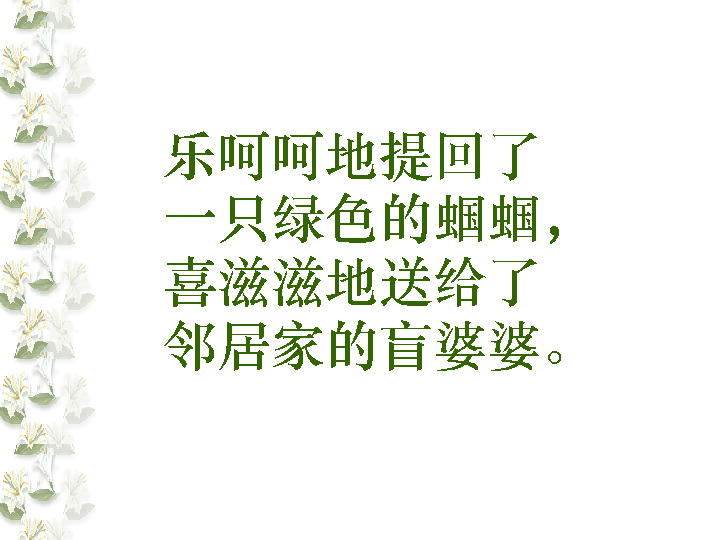 乐呵呵地提回了
一只绿色的蝈蝈，
喜滋滋地送给了
邻居家的盲婆婆。